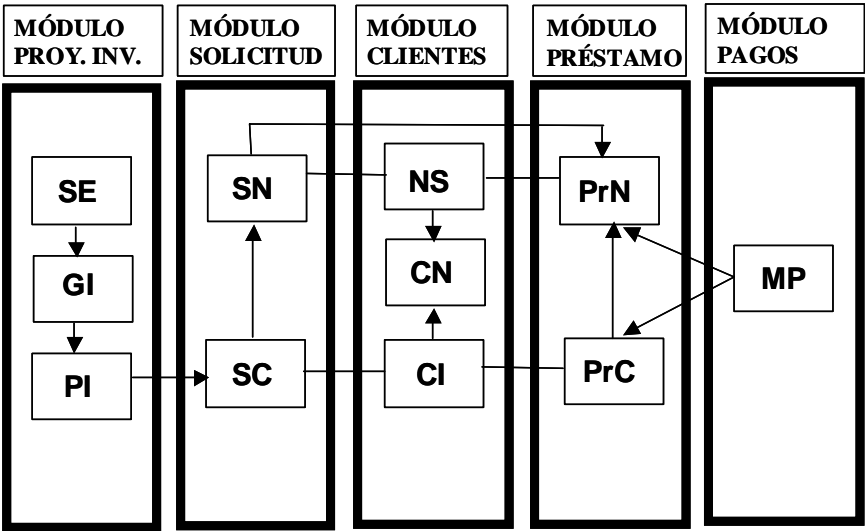 MÓDULO
PROY. INV.
MÓDULO
SOLICITUD
MÓDULO
CLIENTES
MÓDULO
PRÉSTAMO
MÓDULO
PAGOS
SE
GI
PI
SN
SC
NS
CN
CI
PrN
PrC
MP